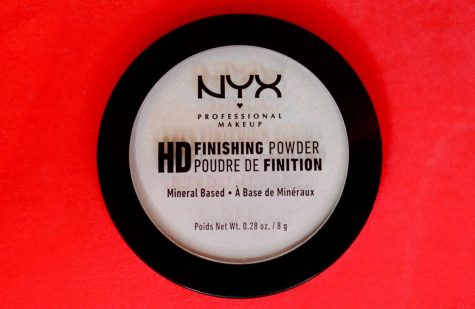 NYX
PROFESSIONAL
MAKEUP
HD FINISHING POWDER
POUDRE DE FINITION
Mineral Based • À Base de Minéraux
Poids Net Wt. 0.28 oz. / 8 g